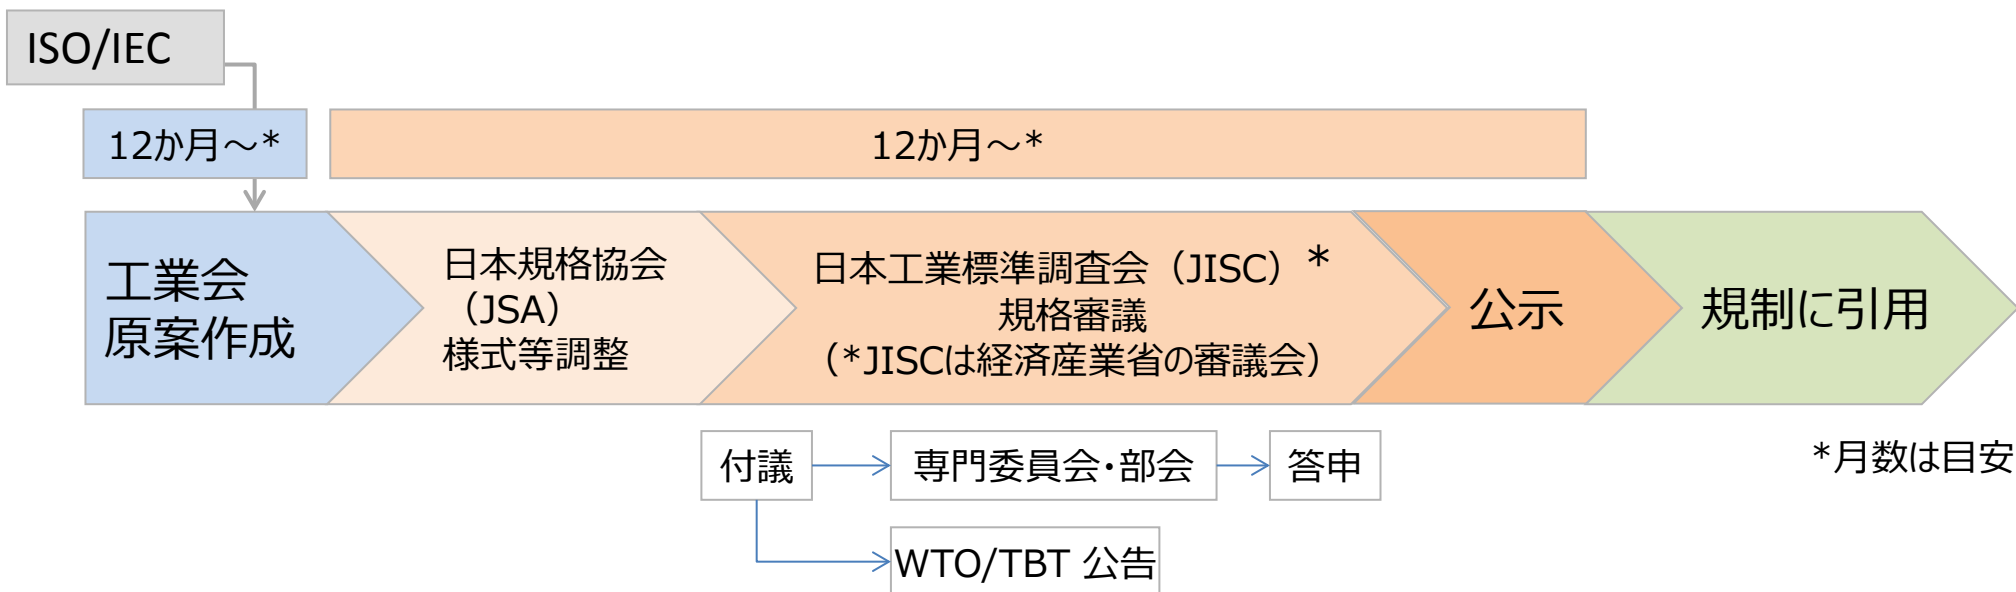 ISO/IEC
12か月～*
12か月～*
工業会
原案作成
日本規格協会
（JSA）
様式等調整
日本工業標準調査会（JISC）*
規格審議
（*JISCは経済産業省の審議会）
公示
規制に引用
付議
専門委員会・部会
答申
*月数は目安
WTO/TBT 公告